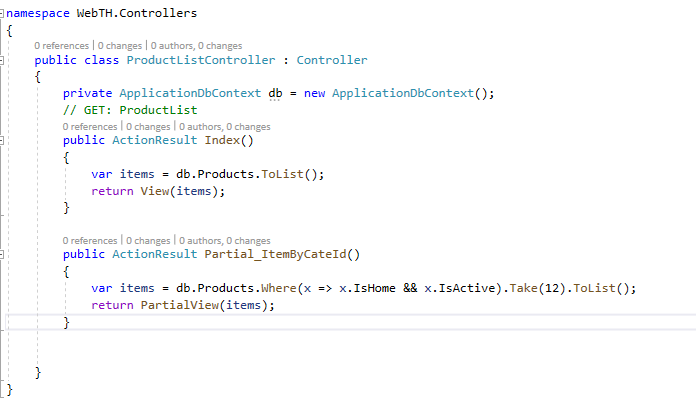 namespace WebTH.Controllers
{
0 references | 0 changes | 0 authors, 0 changes
public class ProductListController : Controller
{
private ApplicationDbContext db = new ApplicationDbContext();
// GET: ProductList
0 references | 0 changes | 0 authors, 0 changes
public ActionResult Index()
{
var items = db.Products.ToList();
return View(items);
}
0 references | 0 changes | 0 authors, 0 changes
public ActionResult Partial_ItemByCateId()
{
var items = db.Products.Where(x => x.IsHome && x.IsActive).Take(12).ToList();
return PartialView(items);
}
}
}